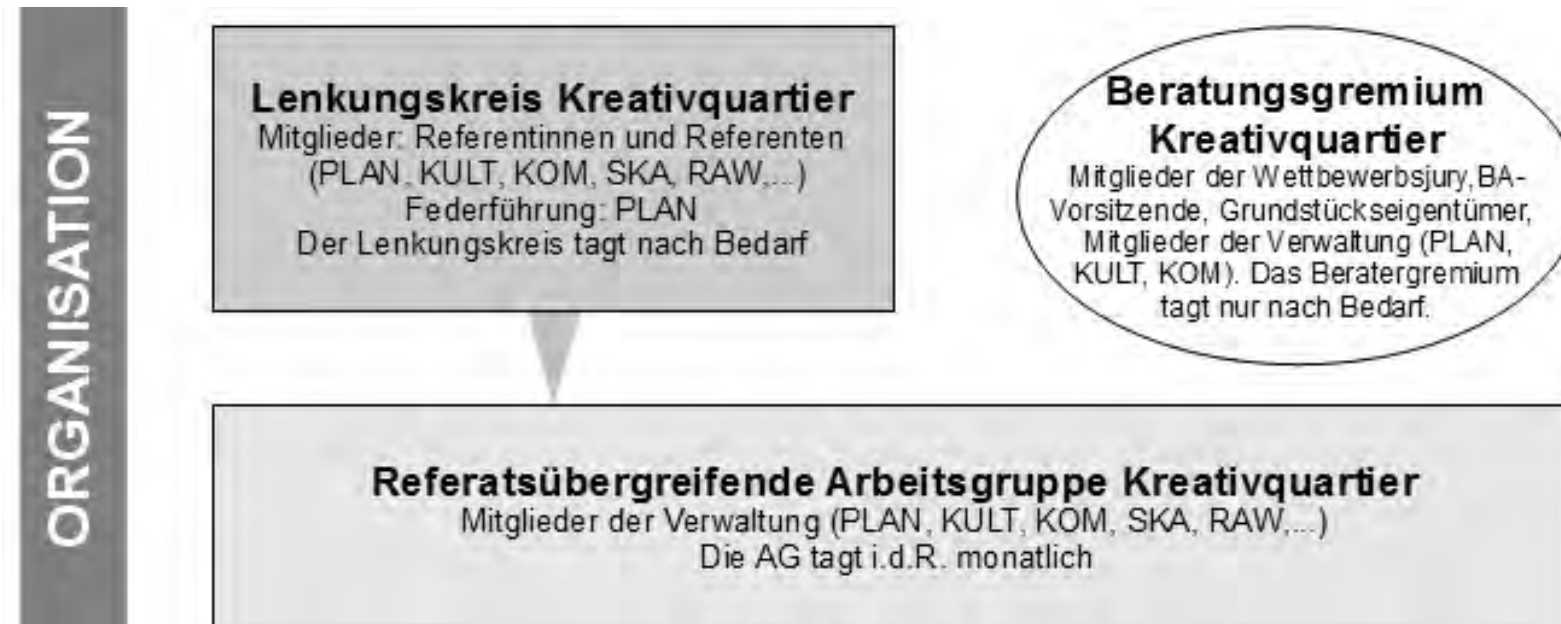 ORGANISATION
Lenkungskreis Kreativquartier
Mitglieder: Referentinnen und Referenten
(PLAN, KULT, KOM, SKA, RAW,...)
Federführung: PLAN
Der Lenkungskreis tagt nach Bedarf
Beratungsgremium
Kreativquartier
Mitglieder der Wettbewerbsjury, BA-
Vorsitzende, Grundstückseigentümer,
Mitglieder der Verwaltung (PLAN,
KULT, KOM). Das Beratergremium
tagt nur nach Bedarf.
Referatsübergreifende Arbeitsgruppe Kreativquartier
Mitglieder der Verwaltung (PLAN, KULT, KOM, SKA, RAW,...)
Die AG tagt i.d.R. monatlich